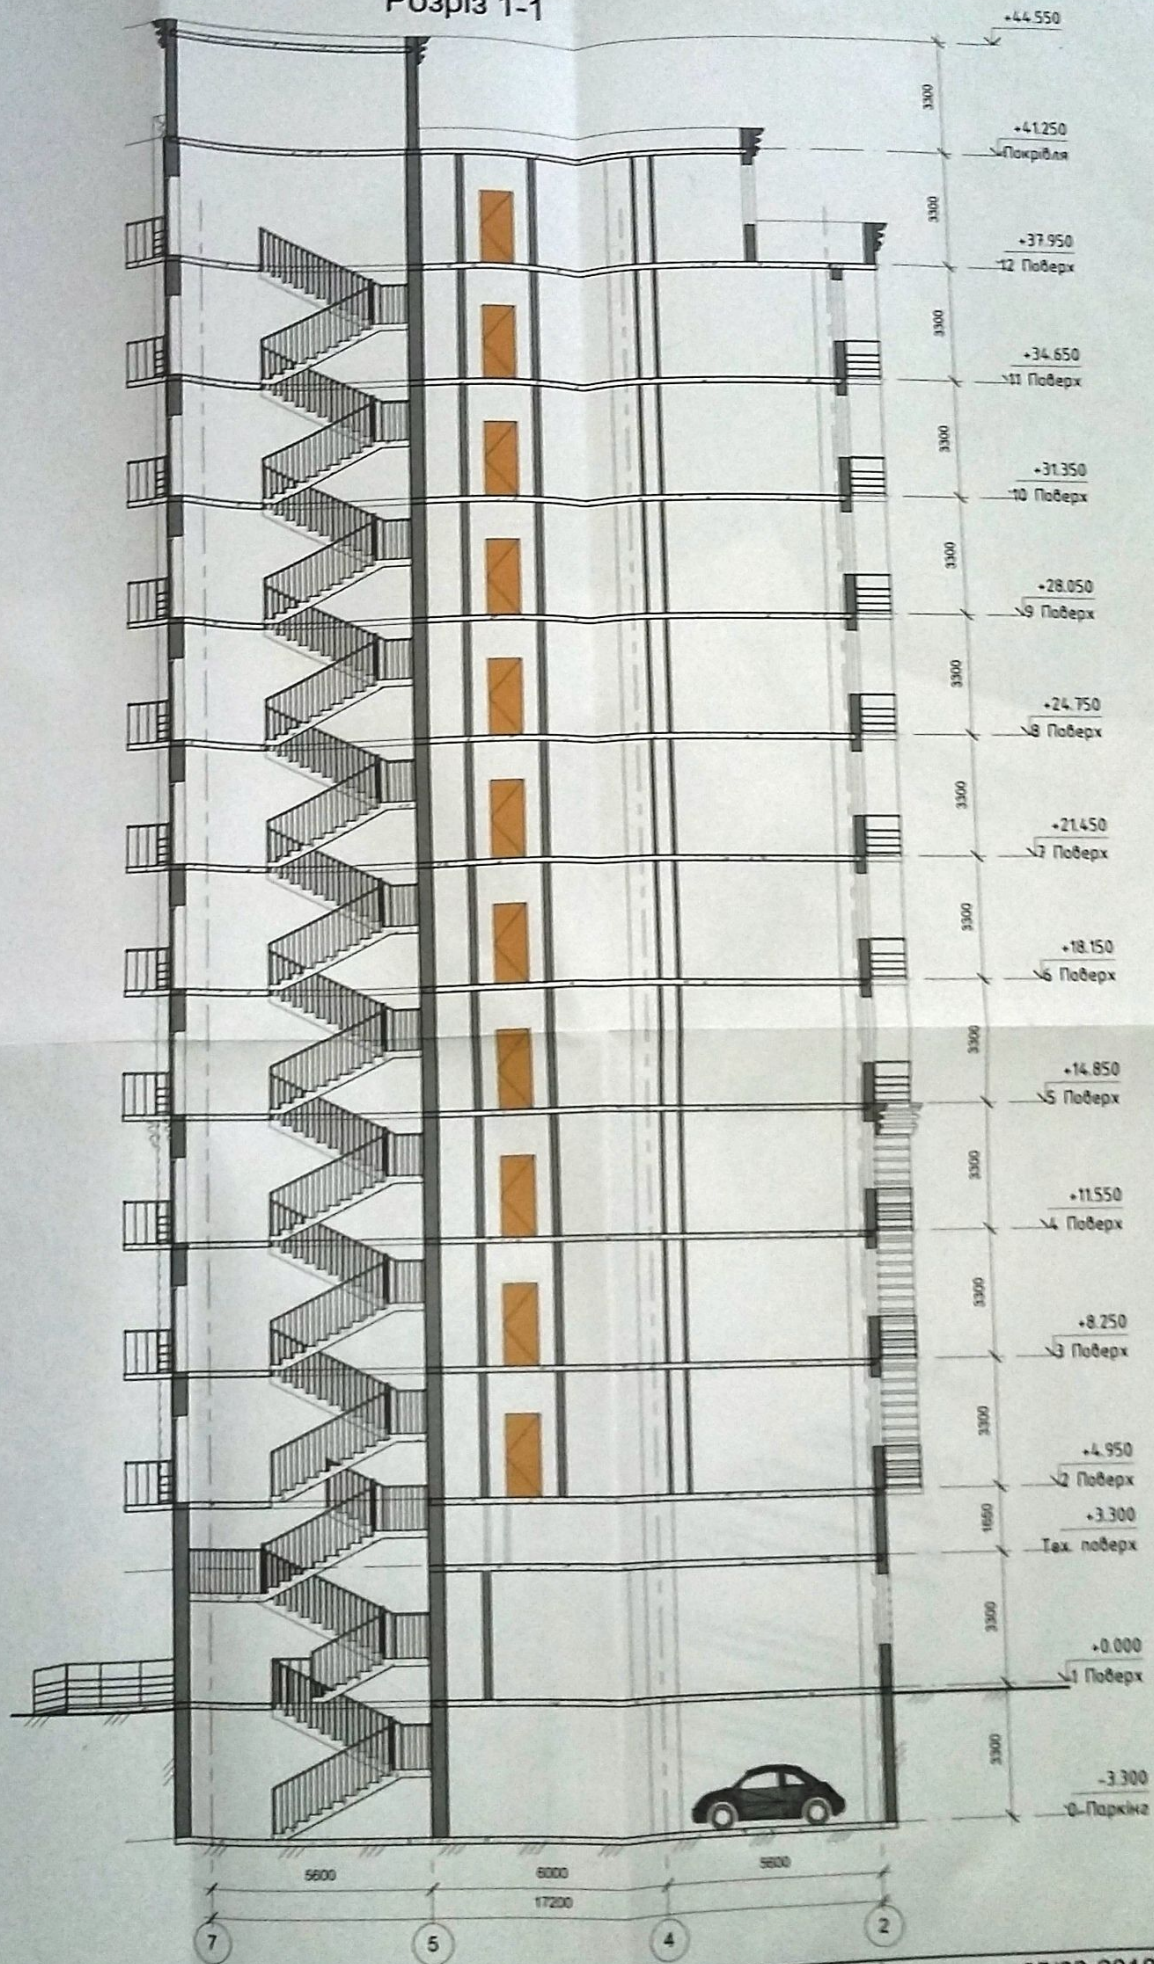 Розріз 1-1
+44.550
3300
+41.250
Покрівля
3300
+37.950
12 Поверх
3300
+34.650
11 Поверх
3300
+31.350
10 Поверх
3300
+28.050
9 Поверх
3300
+24.750
8 Поверх
3300
+21.450
7 Поверх
3300
+18.150
6 Поверх
3300
+14.850
5 Поверх
3300
+11.550
4 Поверх
3300
+8.250
3 Поверх
3300
+4.950
2 Поверх
1650
+3.300
Тех. поверх
3300
+0.000
1 Поверх
3300
-3.300
0-Паркінг
5600 6000 5600
17200
7 5 4 2